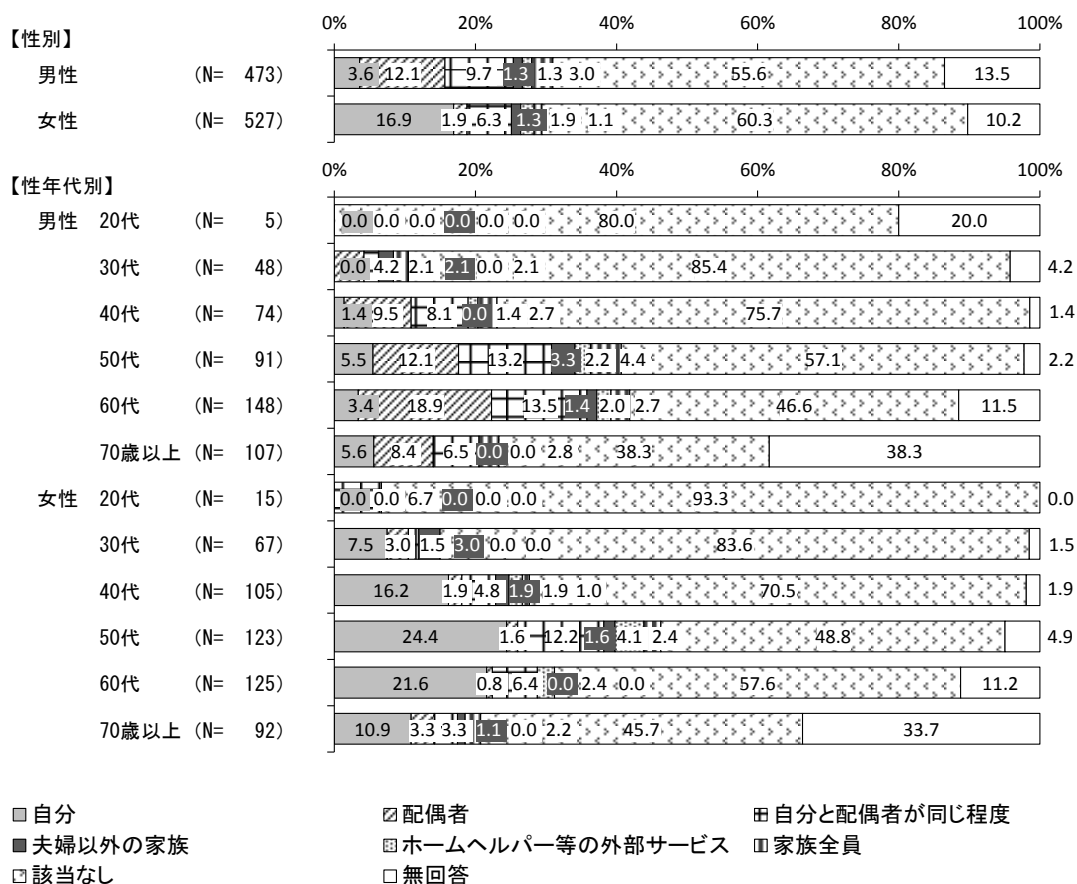 0% 20% 40% 60% 80% 100%
【性別】
男性 (N= 473) 3.6 12.1 9.7 1.3 1.3 3.0 55.6 13.5
女性 (N= 527) 16.9 1.9 6.3 1.3 1.9 1.1 60.3 10.2
0% 20% 40% 60% 80% 100%
【性年代別】
男性 20代 (N= 5) 0.0 0.0 0.0 0.0 0.0 0.0 80.0 20.0
30代 (N= 48) 0.0 4.2 2.1 2.1 0.0 2.1 85.4 4.2
40代 (N= 74) 1.4 9.5 8.1 0.0 1.4 2.7 75.7 1.4
50代 (N= 91) 5.5 12.1 13.2 3.3 2.2 4.4 57.1 2.2
60代 (N= 148) 3.4 18.9 13.5 1.4 2.0 2.7 46.6 11.5
70歳以上 (N= 107) 5.6 8.4 6.5 0.0 0.0 2.8 38.3 38.3
女性 20代 (N= 15) 0.0 0.0 6.7 0.0 0.0 0.0 93.3 0.0
30代 (N= 67) 7.5 3.0 1.5 3.0 0.0 0.0 83.6 1.5
40代 (N= 105) 16.2 1.9 4.8 1.9 1.9 1.0 70.5 1.9
50代 (N= 123) 24.4 1.6 12.2 1.6 4.1 2.4 48.8 4.9
60代 (N= 125) 21.6 0.8 6.4 0.0 2.4 0.0 57.6 11.2
70歳以上 (N= 92) 10.9 3.3 3.3 1.1 0.0 2.2 45.7 33.7
自分 配偶者 自分と配偶者が同じ程度
夫婦以外の家族 ホームヘルパー等の外部サービス 家族全員
該当なし 無回答